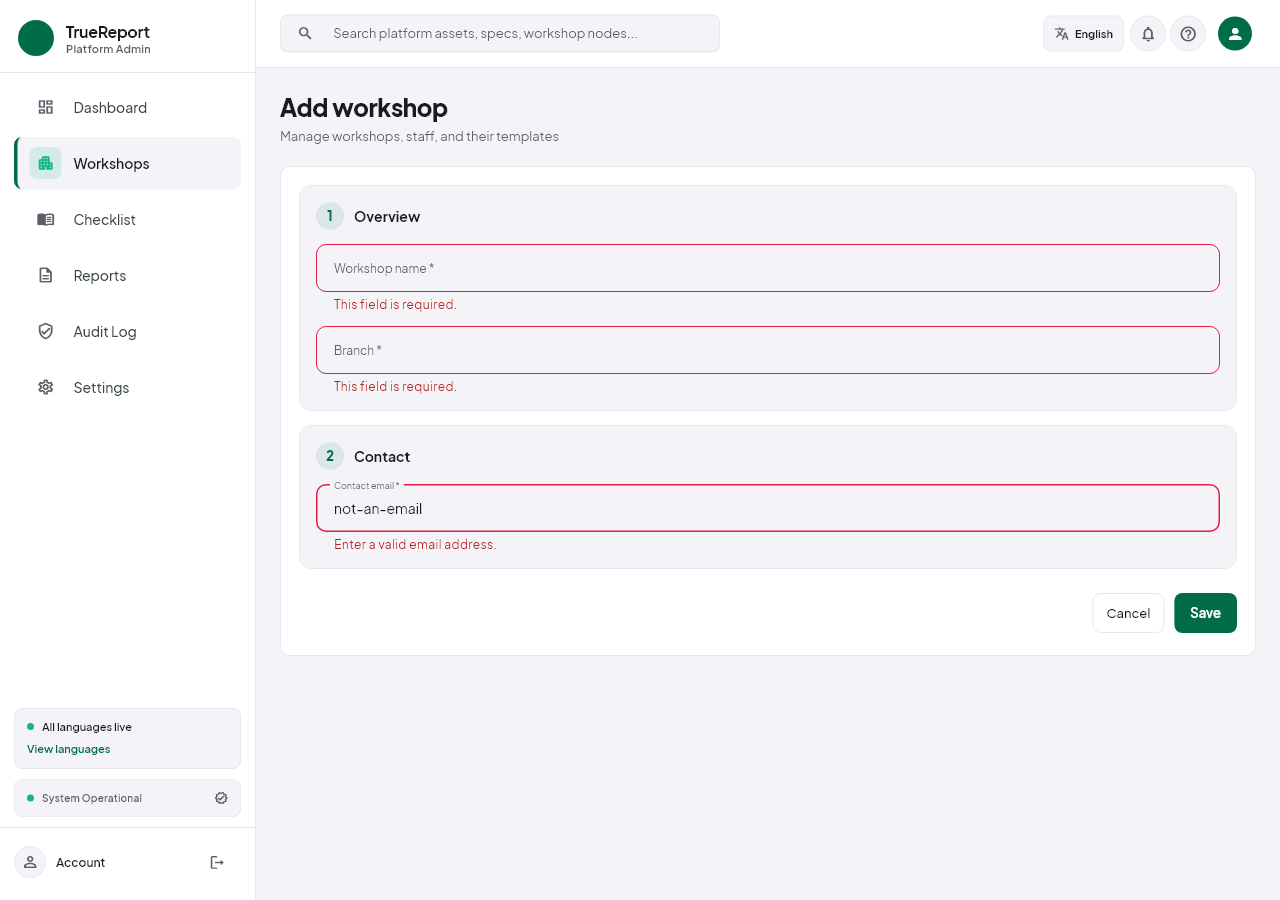 TrueReport
Platform Admin
Dashboard
Workshops
Checklist
Reports
Audit Log
Settings
All languages live
View languages
System Operational
Account
Search platform assets, specs, workshop nodes...
English
Add workshop
Manage workshops, staff, and their templates
1 Overview
Workshop name *
This field is required.
Branch *
This field is required.
2 Contact
Contact email *
not-an-email
Enter a valid email address.
Cancel
Save